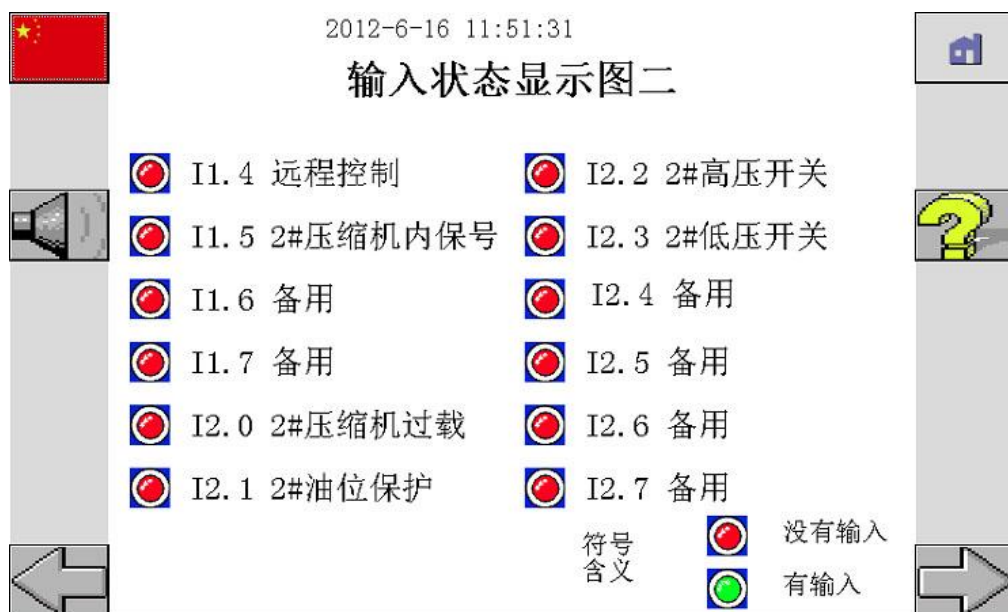 2012-6-16 11:51:31
输入状态显示图二
I1.4 远程控制
I1.5 2#压缩机内保号
I1.6 备用
I1.7 备用
I2.0 2#压缩机过载
I2.1 2#油位保护
I2.2 2#高压开关
I2.3 2#低压开关
I2.4 备用
I2.5 备用
I2.6 备用
I2.7 备用
符号
含义
没有输入
有输入